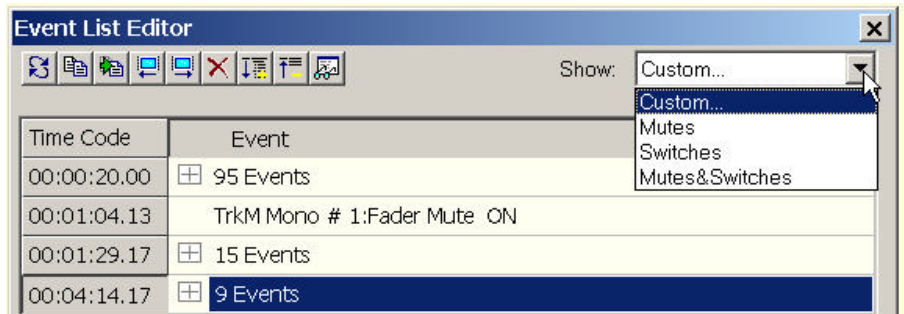 Event List Editor
Show: Custom...
Custom...
Mutes
Switches
Mutes&Switches
Time Code Event
00:00:20.00 95 Events
00:01:04.13 TrkM Mono # 1:Fader Mute ON
00:01:29.17 15 Events
00:04:14.17 9 Events